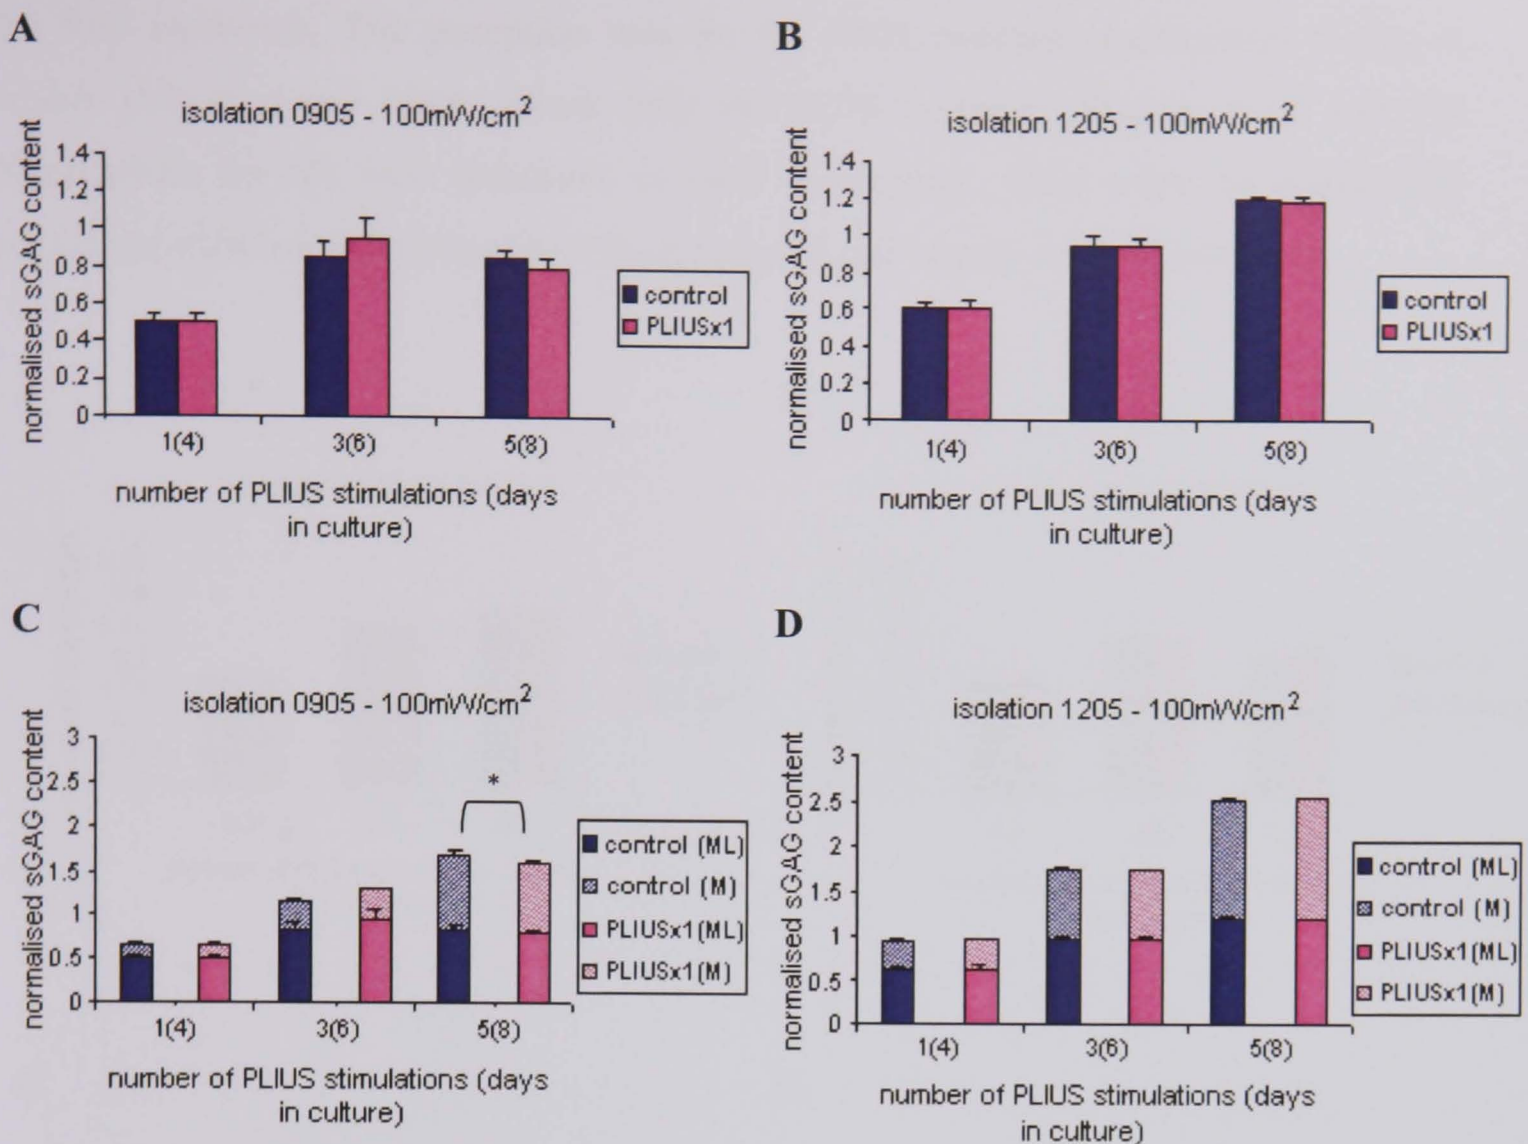 A
isolation 0905 - 100mW/cm²
normalised sGAG content
1.4
1.2
1
0.8
0.6
0.4
0.2
0
1(4)
3(6)
5(8)
number of PLIUS stimulations (days
in culture)
control
PLIUSx1
B
isolation 1205 - 100mW/cm²
normalised sGAG content
1.4
1.2
1
0.8
0.6
0.4
0.2
0
1(4)
3(6)
5(8)
number of PLIUS stimulations (days
in culture)
control
PLIUSx1
C
isolation 0905 - 100mW/cm²
normalised sGAG content
3
2.5
2
1.5
1
0.5
0
*
1(4)
3(6)
5(8)
number of PLIUS stimulations (days
in culture)
control (ML)
control (M)
PLIUSx1(ML)
PLIUSx1(M)
D
isolation 1205 - 100mW/cm²
normalised sGAG content
3
2.5
2
1.5
1
0.5
0
1(4)
3(6)
5(8)
number of PLIUS stimulations (days
in culture)
control (ML)
control (M)
PLIUSx1(ML)
PLIUSx1(M)